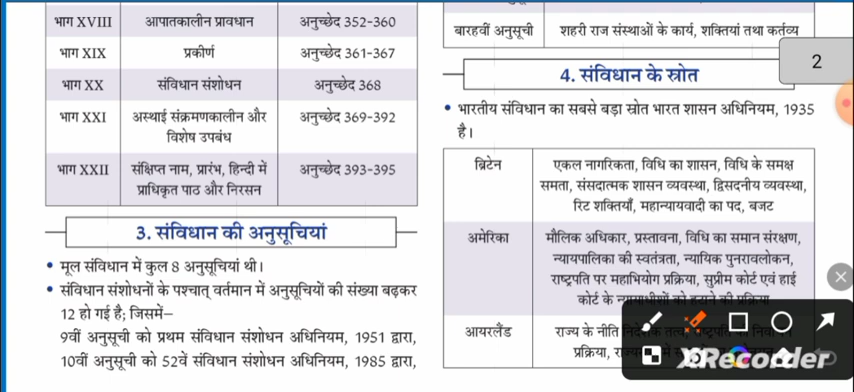 भाग XVIII आपातकालीन प्रावधान अनुच्छेद 352-360
भाग XIX प्रकीर्ण अनुच्छेद 361-367
भाग XX संविधान संशोधन अनुच्छेद 368
भाग XXI अस्थाई संक्रमणकालीन और अनुच्छेद 369-392
विशेष उपबंध
भाग XXII संक्षिप्त नाम, प्रारंभ, हिन्दी में अनुच्छेद 393-395
प्राधिकृत पाठ और निरसन
3. संविधान की अनुसूचियां
• मूल संविधान में कुल 8 अनुसूचियां थी।
• संविधान संशोधनों के पश्चात् वर्तमान में अनुसूचियों की संख्या बढ़कर
12 हो गई है; जिसमें–
9वीं अनुसूची को प्रथम संविधान संशोधन अधिनियम, 1951 द्वारा,
10वीं अनुसूची को 52वें संविधान संशोधन अधिनियम, 1985 द्वारा,
बारहवीं अनुसूची शहरी राज संस्थाओं के कार्य, शक्तियां तथा कर्तव्य
2
4. संविधान के स्रोत
• भारतीय संविधान का सबसे बड़ा स्रोत भारत शासन अधिनियम, 1935
है।
ब्रिटेन एकल नागरिकता, विधि का शासन, विधि के समक्ष
समता, संसदात्मक शासन व्यवस्था, द्विसदनीय व्यवस्था,
रिट शक्तियाँ, महान्यायवादी का पद, बजट
अमेरिका मौलिक अधिकार, प्रस्तावना, विधि का समान संरक्षण,
न्यायपालिका की स्वतंत्रता, न्यायिक पुनरावलोकन,
राष्ट्रपति पर महाभियोग प्रक्रिया, सुप्रीम कोर्ट एवं हाई
कोर्ट के न्यायाधीशों को हटाने की प्रक्रिया
आयरलैंड राज्य के नीति
प्रक्रिया,
XRecorder